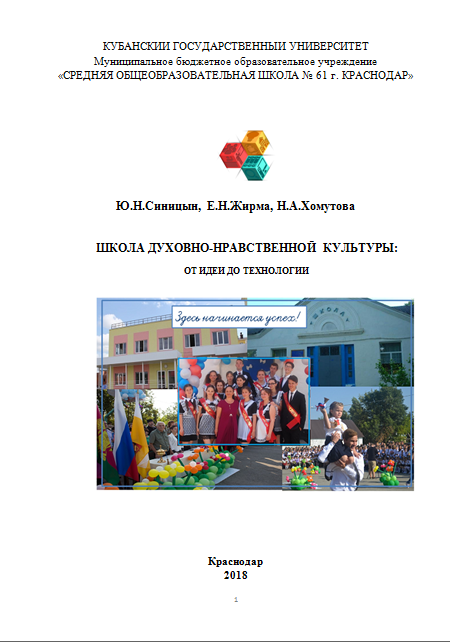 КУБАНСКИЙ ГОСУДАРСТВЕННЫЙ УНИВЕРСИТЕТ
Муниципальное бюджетное образовательное учреждение
«СРЕДНЯЯ ОБЩЕОБРАЗОВАТЕЛЬНАЯ ШКОЛА № 61 г. КРАСНОДАР»
Ю.Н.Синицын, Е.Н.Жирма, Н.А.Хомутова
ШКОЛА ДУХОВНО-НРАВСТВЕННОЙ КУЛЬТУРЫ:
ОТ ИДЕИ ДО ТЕХНОЛОГИИ
Здесь начинается успех!
ШКОЛА
Краснодар
2018
1